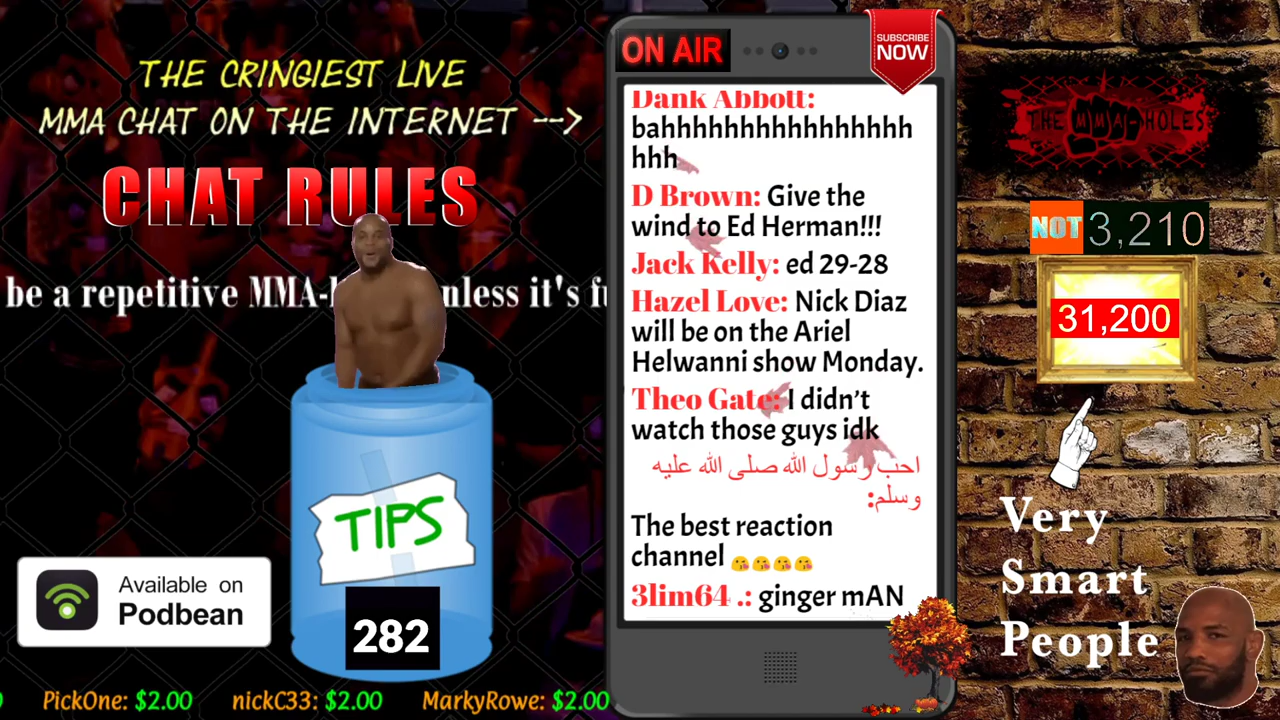 THE CRINGIEST LIVE
MMA CHAT ON THE INTERNET -->
CHAT RULES
be a repetitive MMA-
unless it's
TIPS
282
Available on
Podbean
PickOne: $2.00 nickC33: $2.00 MarkyRowe: $2.00
ON AIR
SUBSCRIBE
NOW
Dank Abbott:
bahhhhhhhhhhhhhhhh
hhh
D Brown: Give the
wind to Ed Herman!!!
Jack Kelly: ed 29-28
Hazel Love: Nick Diaz
will be on the Ariel
Helwanni show Monday.
Theo Gate: I didn't
watch those guys idk
احب رسول الله صلى الله عليه
وسلم:
The best reaction
channel 😘😘😘😘
3lim64 .: ginger mAN
THE MMA-HOLES
NOT 3,210
31,200
Very
Smart
People